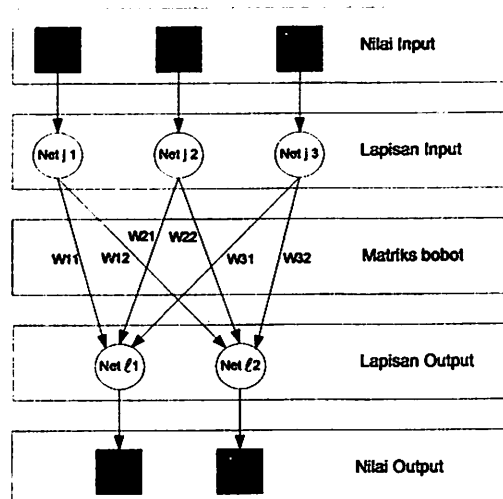 Nilai Input
Net j 1
Net j 2
Net j 3
Lapisan Input
W11
W12
W21
W22
W31
W32
Matriks bobot
Net ℓ1
Net ℓ2
Lapisan Output
Nilai Output